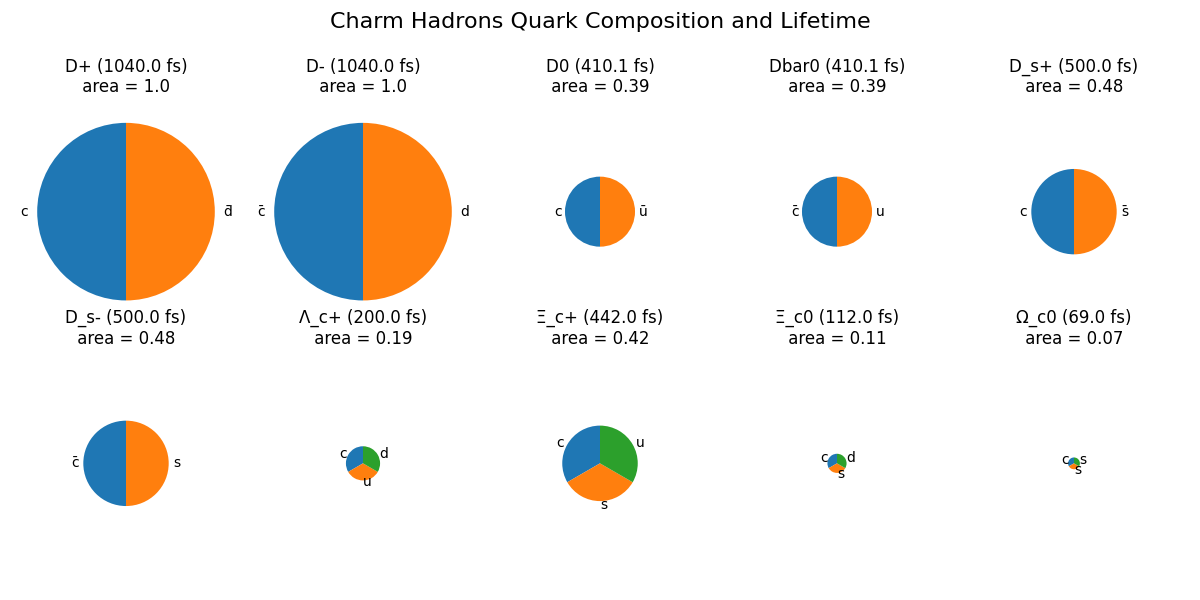 Charm Hadrons Quark Composition and Lifetime
D+ (1040.0 fs)
area = 1.0
D- (1040.0 fs)
area = 1.0
D0 (410.1 fs)
area = 0.39
Dbar0 (410.1 fs)
area = 0.39
D_s+ (500.0 fs)
area = 0.48
c
d̄
c̄
d
c
ū
c̄
u
c
s̄
D_s- (500.0 fs)
area = 0.48
Λ_c+ (200.0 fs)
area = 0.19
Ξ_c+ (442.0 fs)
area = 0.42
Ξ_c0 (112.0 fs)
area = 0.11
Ω_c0 (69.0 fs)
area = 0.07
c̄
s
c
d
u
c
u
s
c
d
s
c
s
s